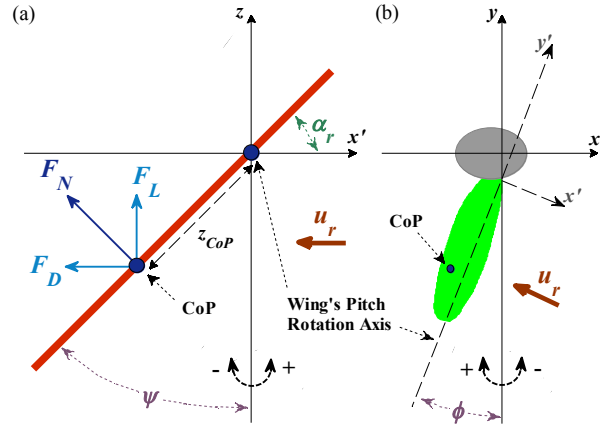 (a)
z
(b)
y
y'
α_r
x'
x
F_N
F_L
x'
z_CoP
u_r
CoP
u_r
F_D
CoP
Wing's Pitch
Rotation Axis
- +
+ -
ψ
ϕ